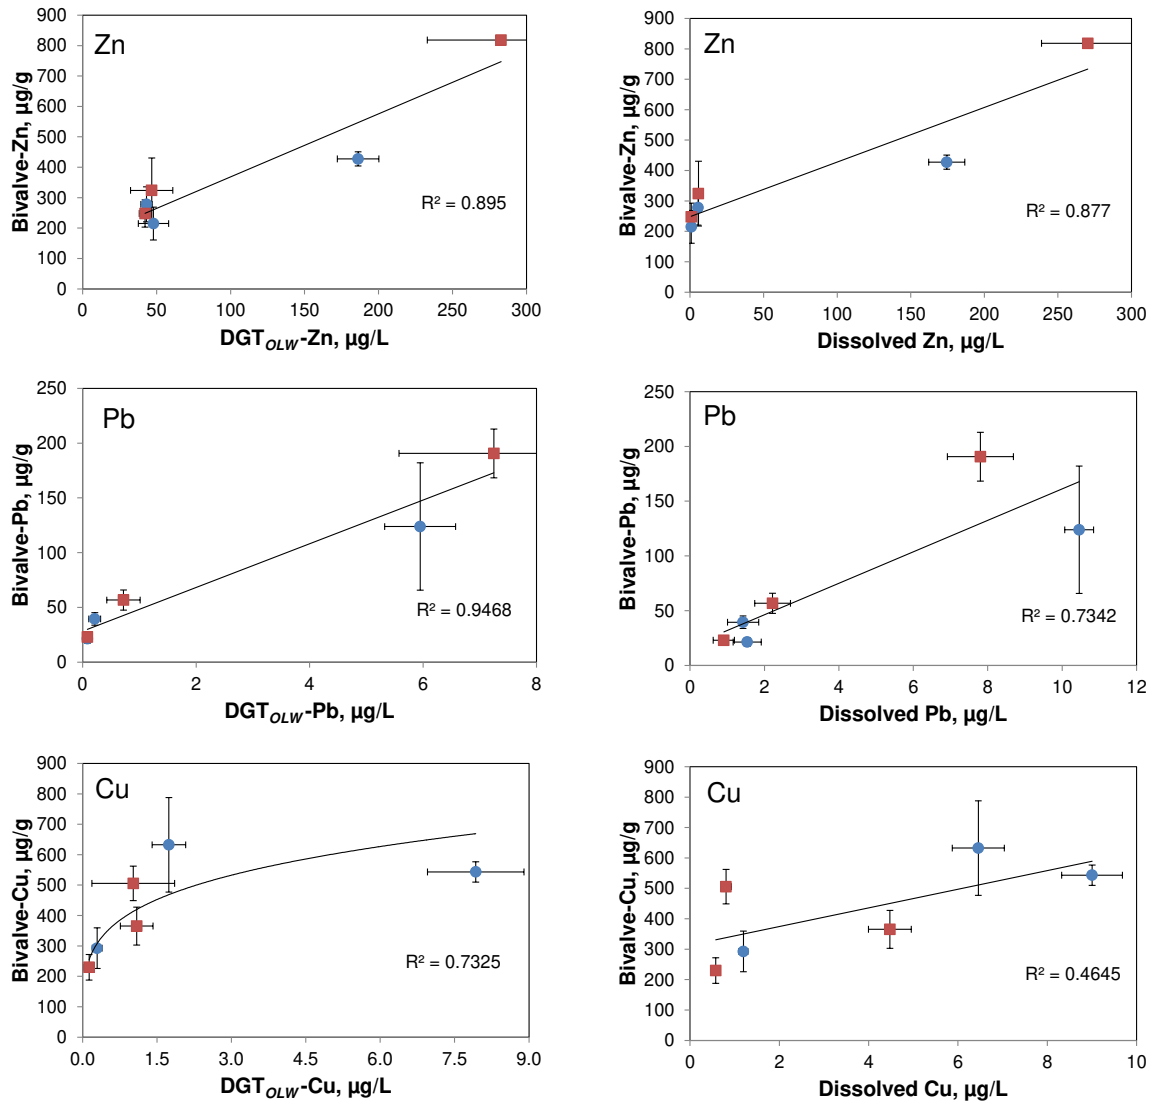 Zn
Bivalve-Zn, µg/g
900
800
700
600
500
400
300
200
100
0
R² = 0.895
0 50 100 150 200 250 300
DGT_OLW-Zn, µg/L
Zn
Bivalve-Zn, µg/g
900
800
700
600
500
400
300
200
100
0
R² = 0.877
0 50 100 150 200 250 300
Dissolved Zn, µg/L
Pb
Bivalve-Pb, µg/g
250
200
150
100
50
0
R² = 0.9468
0 2 4 6 8
DGT_OLW-Pb, µg/L
Pb
Bivalve-Pb, µg/g
250
200
150
100
50
0
R² = 0.7342
0 2 4 6 8 10 12
Dissolved Pb, µg/L
Cu
Bivalve-Cu, µg/g
900
800
700
600
500
400
300
200
100
0
R² = 0.7325
0.0 1.5 3.0 4.5 6.0 7.5 9.0
DGT_OLW-Cu, µg/L
Cu
Bivalve-Cu, µg/g
900
800
700
600
500
400
300
200
100
0
R² = 0.4645
0 2 4 6 8 10
Dissolved Cu, µg/L